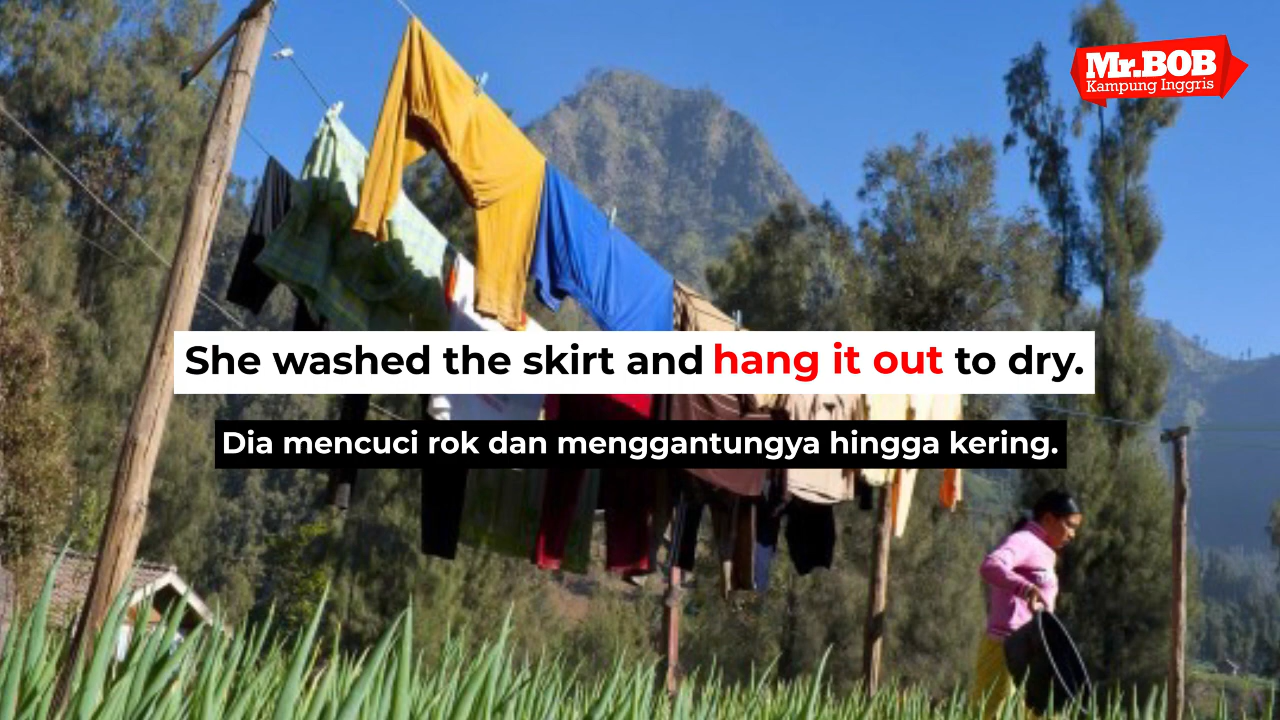 Mr.BOB
Kampung Inggris
She washed the skirt and hang it out to dry.
Dia mencuci rok dan menggantungya hingga kering.